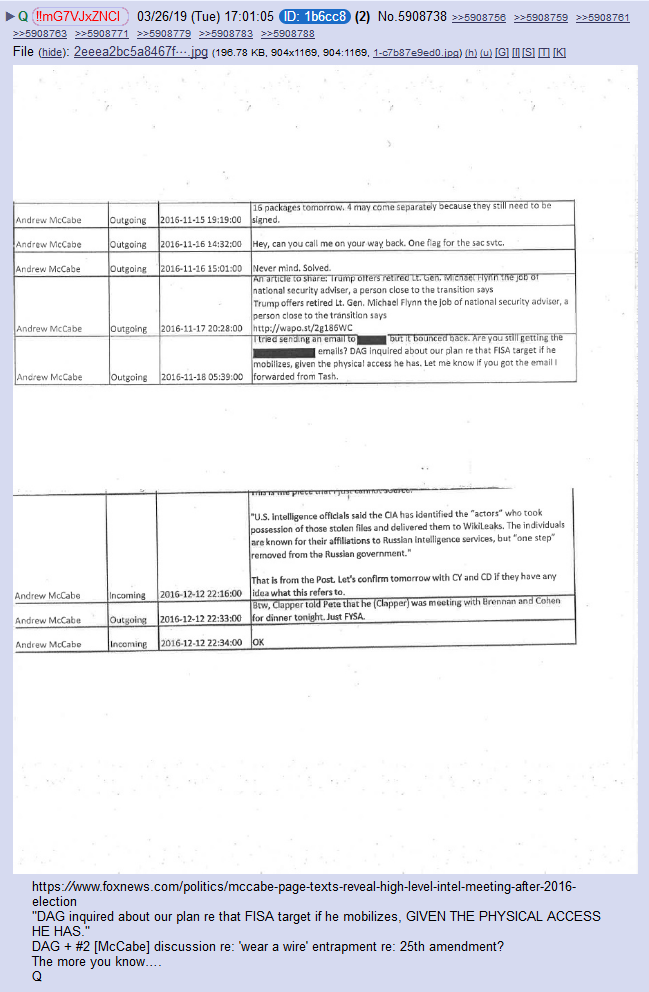 Q !!mG7VJxZNCI 03/26/19 (Tue) 17:01:05 ID: 1b6cc8 (2) No.5908738 >>5908756 >>5908759 >>5908761
>>5908763 >>5908771 >>5908779 >>5908783 >>5908788
File (hide): 2eeea2bc5a8467f⋯.jpg (196.78 KB, 904x1169, 904:1169, 1-c7b87e9ed0.jpg) (h) (u) [G] [I] [S] [T] [K]
16 packages tomorrow. 4 may come separately because they still need to be
Andrew McCabe Outgoing 2016-11-15 19:19:00 signed.
Andrew McCabe Outgoing 2016-11-16 14:32:00 Hey, can you call me on your way back. One flag for the sac svtc.
Andrew McCabe Outgoing 2016-11-16 15:01:00 Never mind. Solved.
An article to share: Trump offers retired Lt. Gen. Michael Flynn the job of
national security adviser, a person close to the transition says
Trump offers retired Lt. Gen. Michael Flynn the job of national security adviser, a
person close to the transition says
Andrew McCabe Outgoing 2016-11-17 20:28:00 http://wapo.st/2g186WC
I tried sending an email to but it bounced back. Are you still getting the
emails? DAG inquired about our plan re that FISA target if he
mobilizes, given the physical access he has. Let me know if you got the email I
Andrew McCabe Outgoing 2016-11-18 05:39:00 forwarded from Tash.
This is the piece that I just cannot source:
"U.S. intelligence officials said the CIA has identified the "actors" who took
possession of those stolen files and delivered them to WikiLeaks. The individuals
are known for their affiliations to Russian intelligence services, but "one step"
removed from the Russian government."
That is from the Post. Let's confirm tomorrow with CY and CD if they have any
Andrew McCabe Incoming 2016-12-12 22:16:00 idea what this refers to.
Btw, Clapper told Pete that he (Clapper) was meeting with Brennan and Cohen
Andrew McCabe Outgoing 2016-12-12 22:33:00 for dinner tonight. Just FYSA.
Andrew McCabe Incoming 2016-12-12 22:34:00 OK
https://www.foxnews.com/politics/mccabe-page-texts-reveal-high-level-intel-meeting-after-2016-
election
"DAG inquired about our plan re that FISA target if he mobilizes, GIVEN THE PHYSICAL ACCESS
HE HAS."
DAG + #2 [McCabe] discussion re: 'wear a wire' entrapment re: 25th amendment?
The more you know....
Q